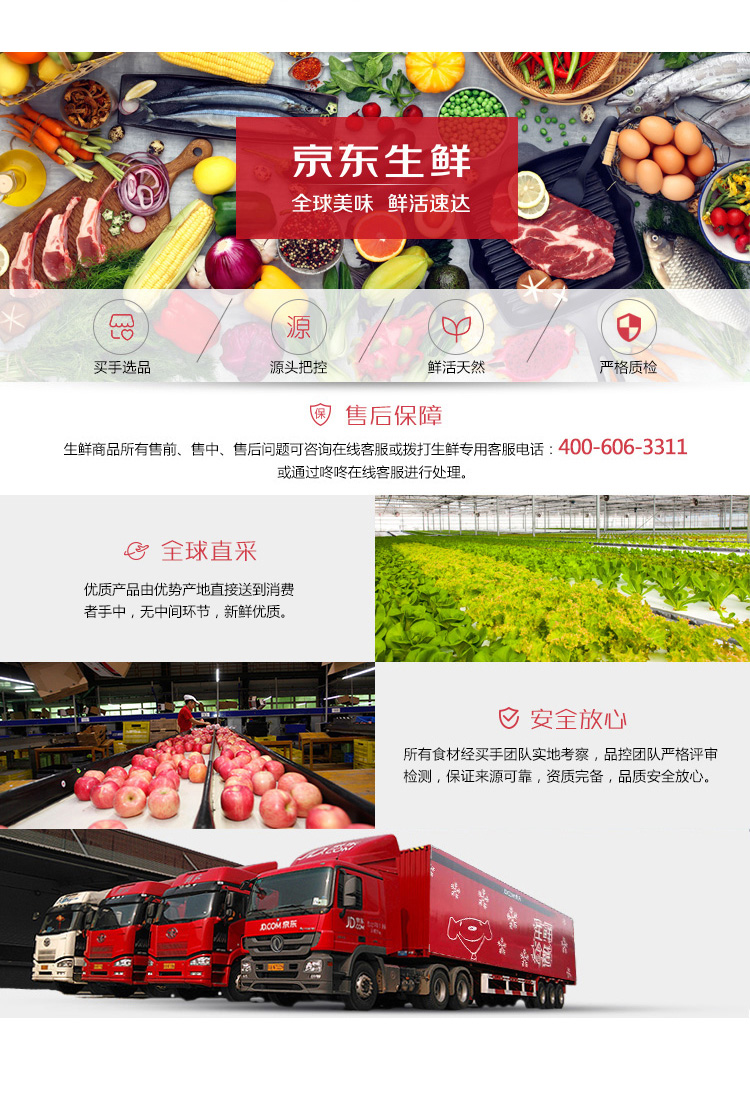 京东生鲜
全球美味 鲜活速达
源
买手选品
源头把控
鲜活天然
严格质检
保 售后保障
生鲜商品所有售前、售中、售后问题可咨询在线客服或拨打生鲜专用客服电话：400-606-3311
或通过咚咚在线客服进行处理。
全球直采
优质产品由优势产地直接送到消费
者手中，无中间环节，新鲜优质。
安全放心
所有食材经买手团队实地考察，品控团队严格评审
检测，保证来源可靠，资质完备，品质安全放心。
JD.COM 京东
JD京东
.COM